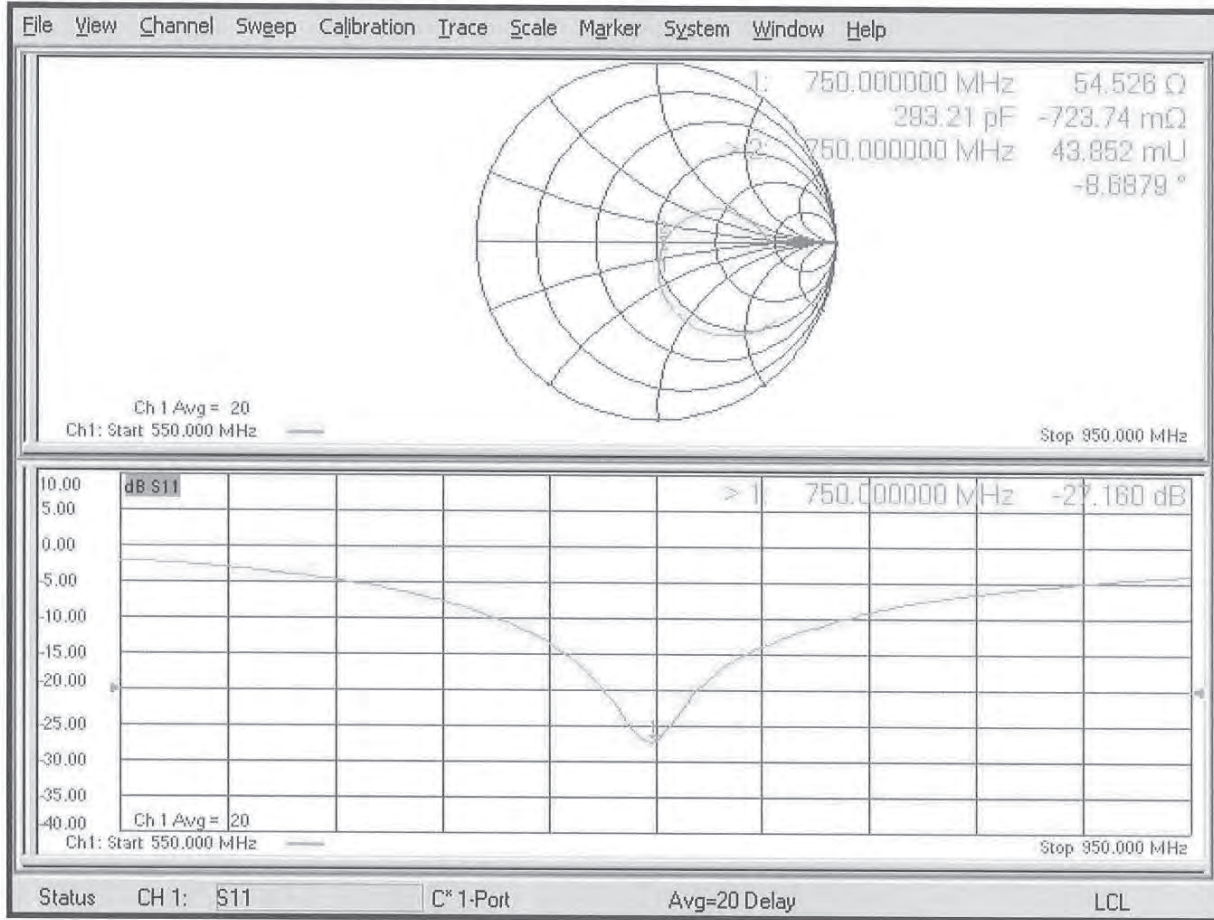 File View Channel Sweep Calibration Trace Scale Marker System Window Help
1: 750.000000 MHz 54.526 Ω
293.21 pF -723.74 mΩ
> 2: 750.000000 MHz 43.852 mU
-8.6879 °
Ch 1 Avg = 20
Ch1: Start 550.000 MHz
Stop 950.000 MHz
10.00
dB S11
> 1: 750.000000 MHz -27.160 dB
5.00
0.00
-5.00
-10.00
-15.00
-20.00
-25.00
-30.00
-35.00
-40.00
Ch 1 Avg = 20
Ch1: Start 550.000 MHz
Stop 950.000 MHz
Status CH 1: S11 C* 1-Port Avg=20 Delay LCL